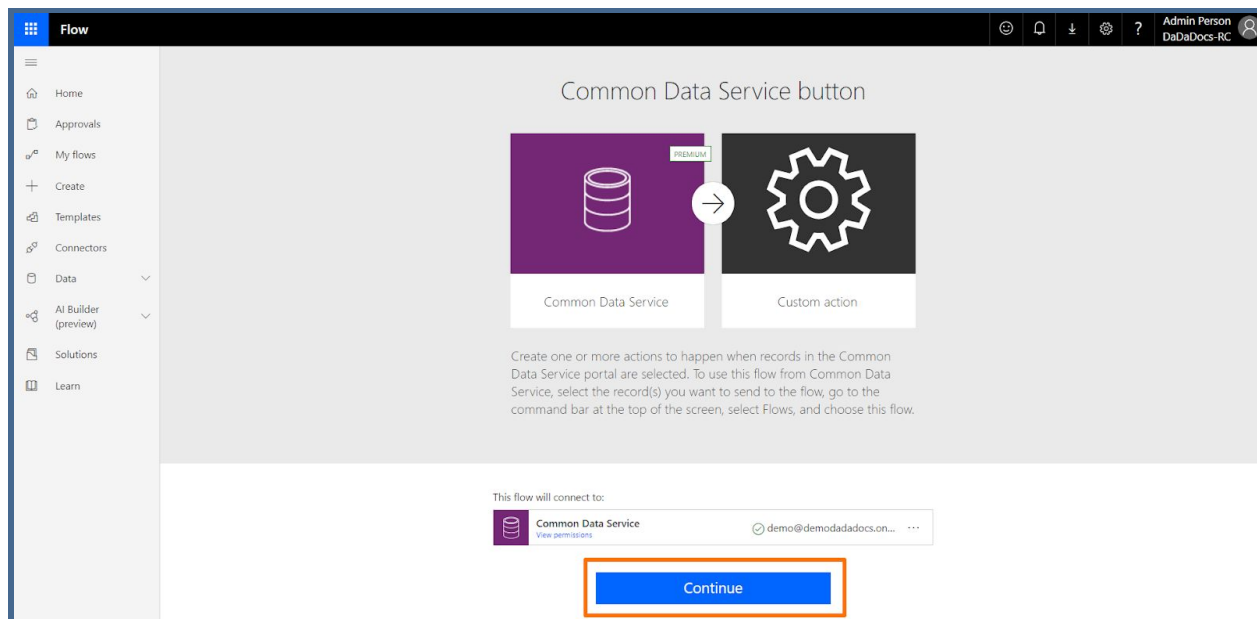 Flow
?
Admin Person
DaDaDocs-RC
Home
Approvals
My flows
Create
Templates
Connectors
Data
AI Builder
(preview)
Solutions
Learn
Common Data Service button
PREMIUM
Common Data Service
Custom action
Create one or more actions to happen when records in the Common
Data Service portal are selected. To use this flow from Common Data
Service, select the record(s) you want to send to the flow, go to the
command bar at the top of the screen, select Flows, and choose this flow.
This flow will connect to:
Common Data Service
View permissions
demo@demodadadocs.on... ···
Continue